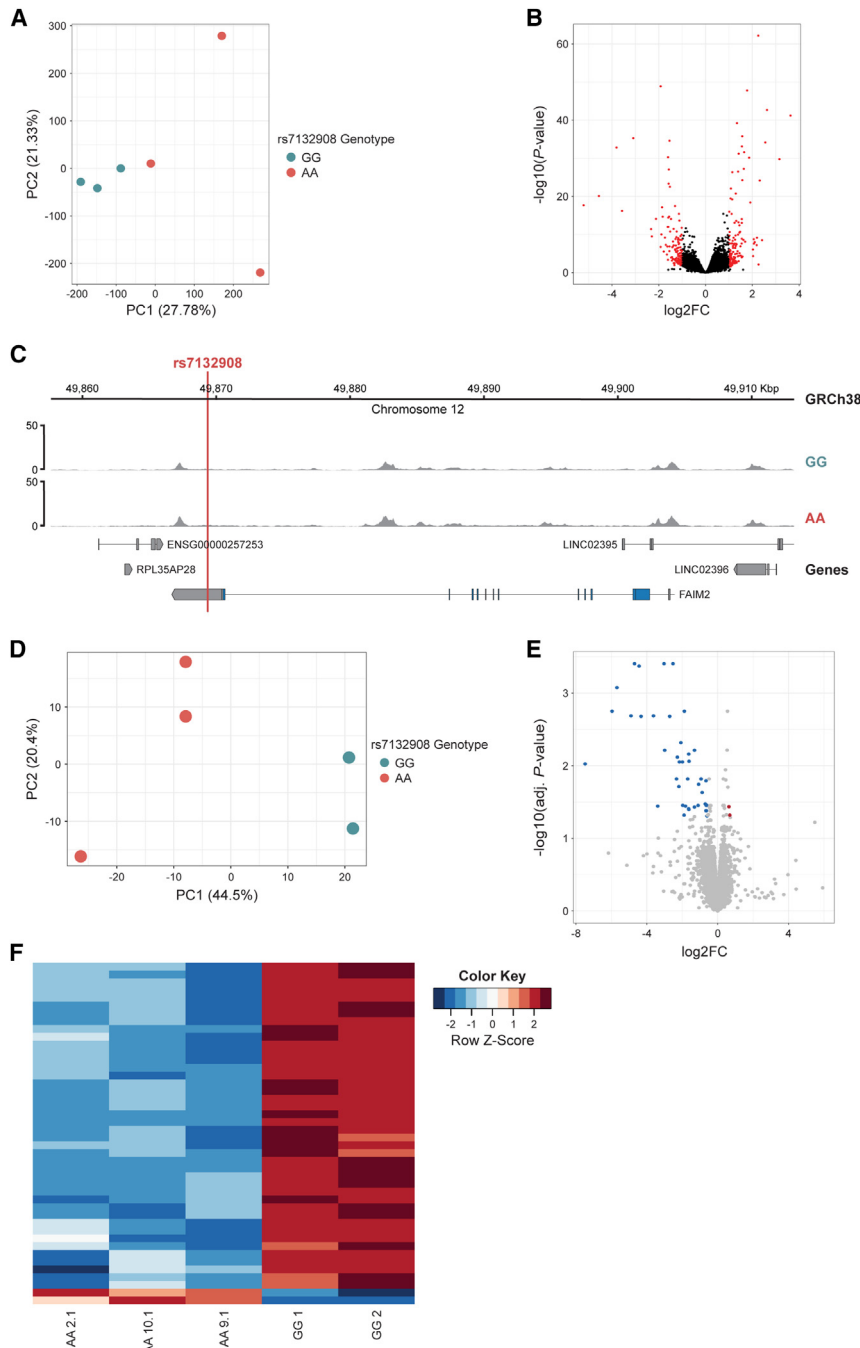 A
300
200
100
0
-100
-200
-200
-100
0
100
200
PC2 (21.33%)
PC1 (27.78%)
rs7132908 Genotype
GG
AA
B
60
40
20
0
-4
-2
0
2
4
-log10(P-value)
log2FC
C
rs7132908
49,860
49,870
49,880
49,890
49,900
49,910 Kbp
GRCh38
Chromosome 12
50
0
GG
50
0
AA
ENSG00000257253
LINC02395
RPL35AP28
LINC02396
Genes
FAIM2
D
10
0
-10
-20
-10
0
10
20
PC2 (20.4%)
PC1 (44.5%)
rs7132908 Genotype
GG
AA
E
3
2
1
0
-8
-4
0
4
-log10(adj. P-value)
log2FC
F
Color Key
-2
-1
0
1
2
Row Z-Score
AA 2.1
AA 10.1
AA 9.1
GG 1
GG 2